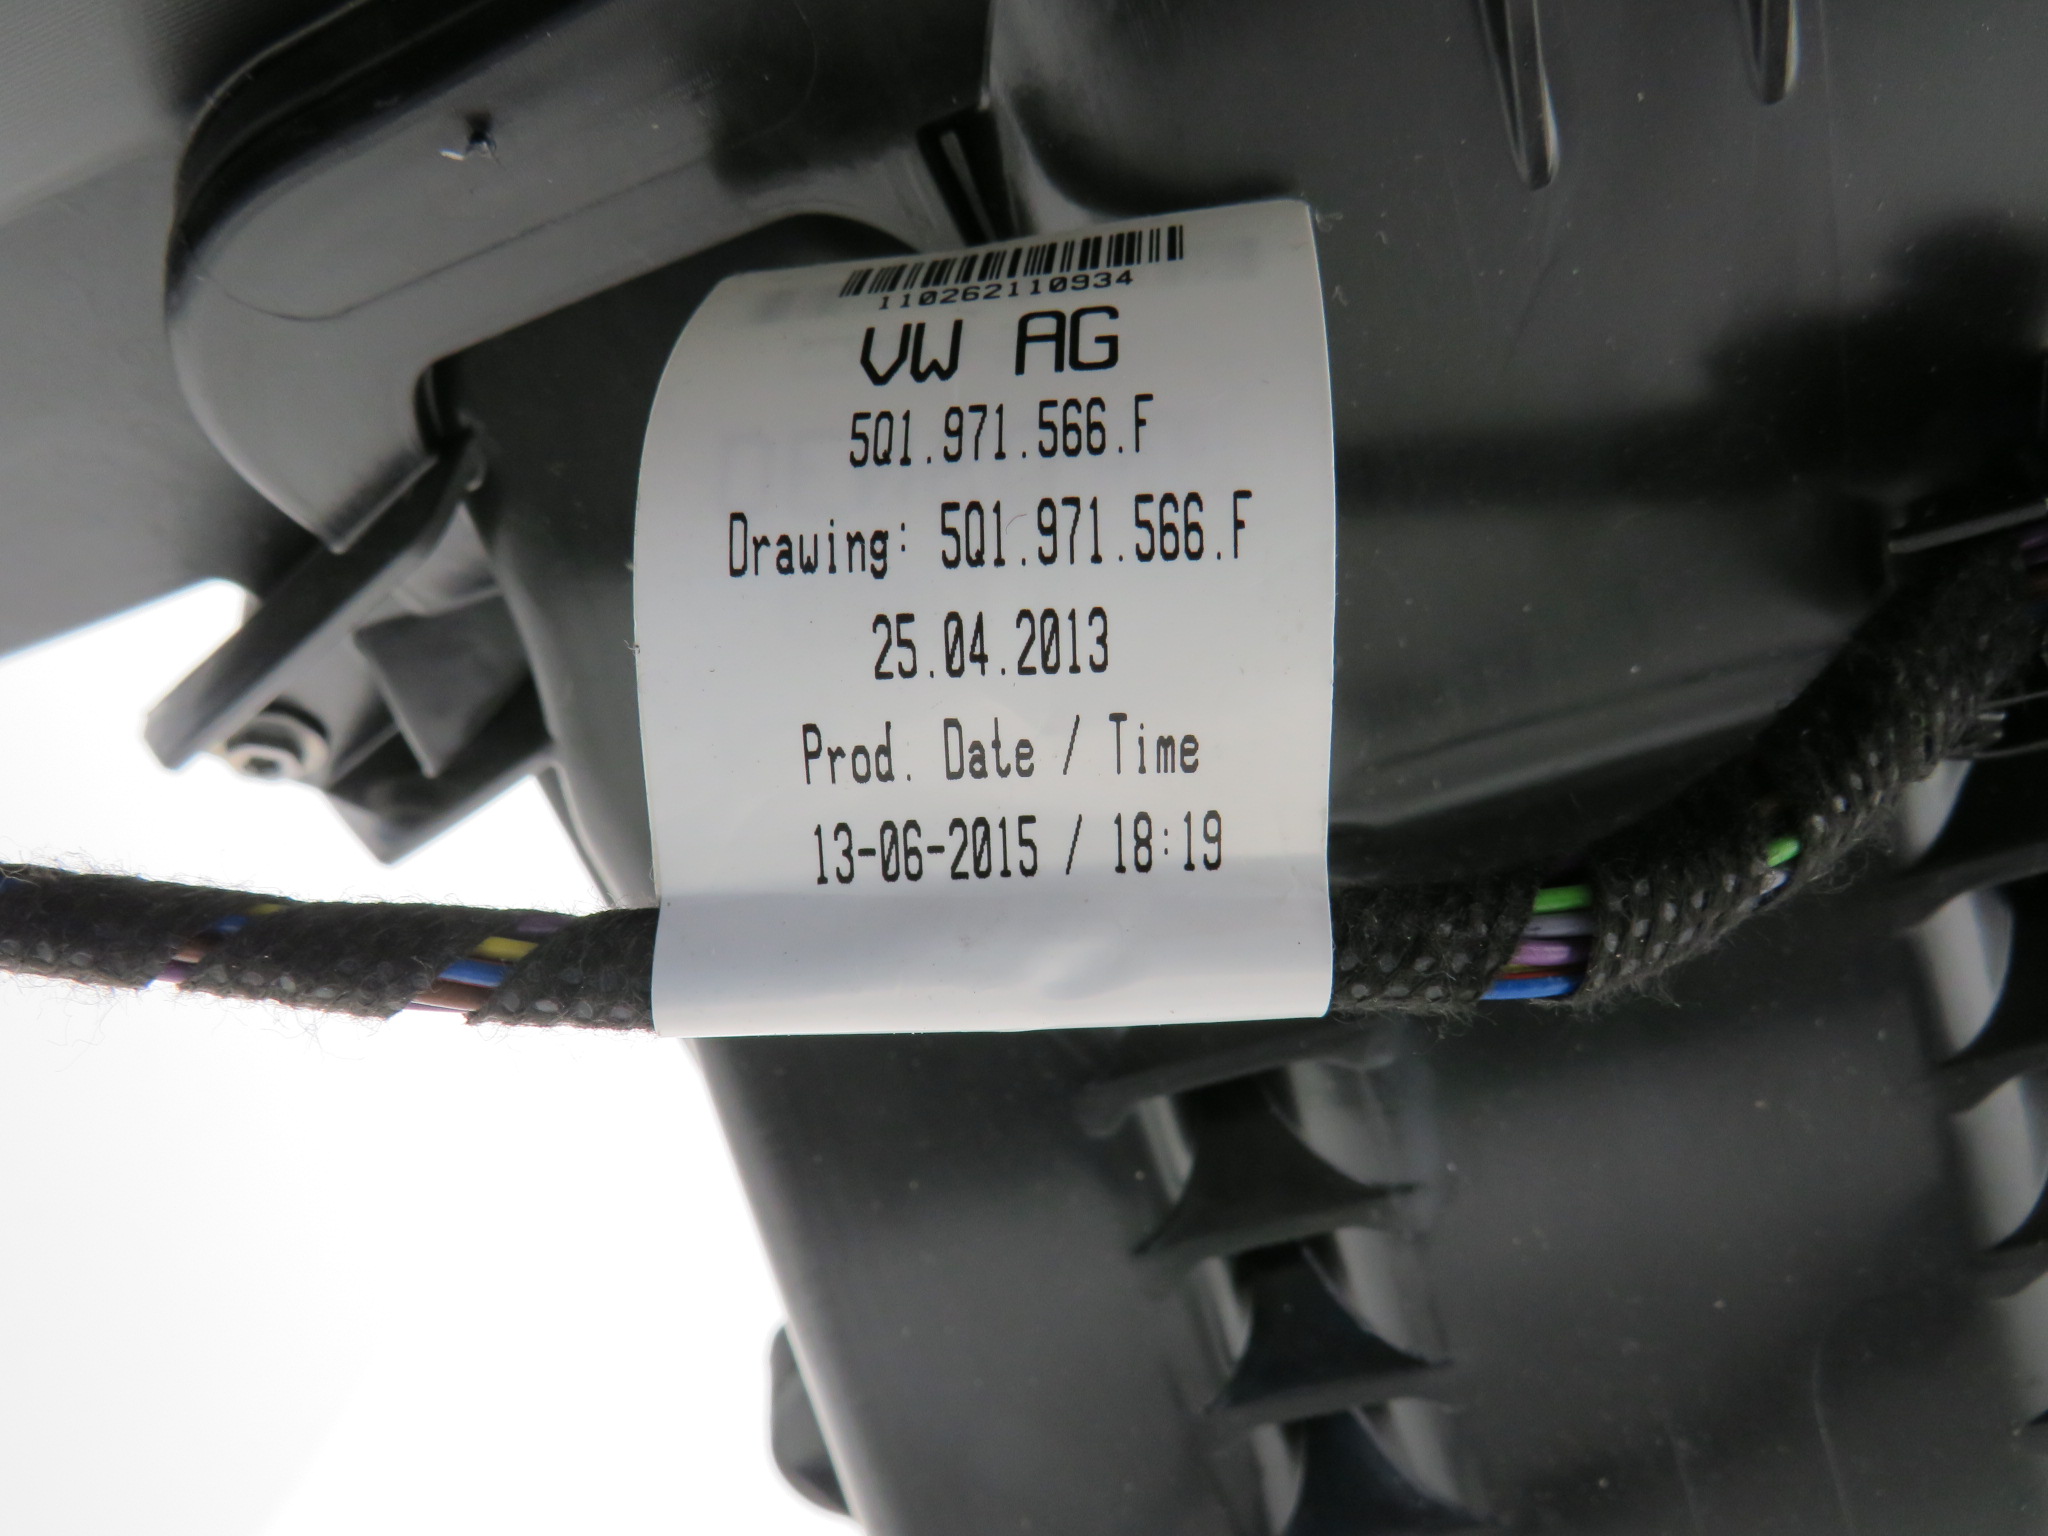 110262110934
VW AG
5Q1.971.566.F
Drawing: 5Q1.971.566.F
25.04.2013
Prod. Date / Time
13-06-2015 / 18:19